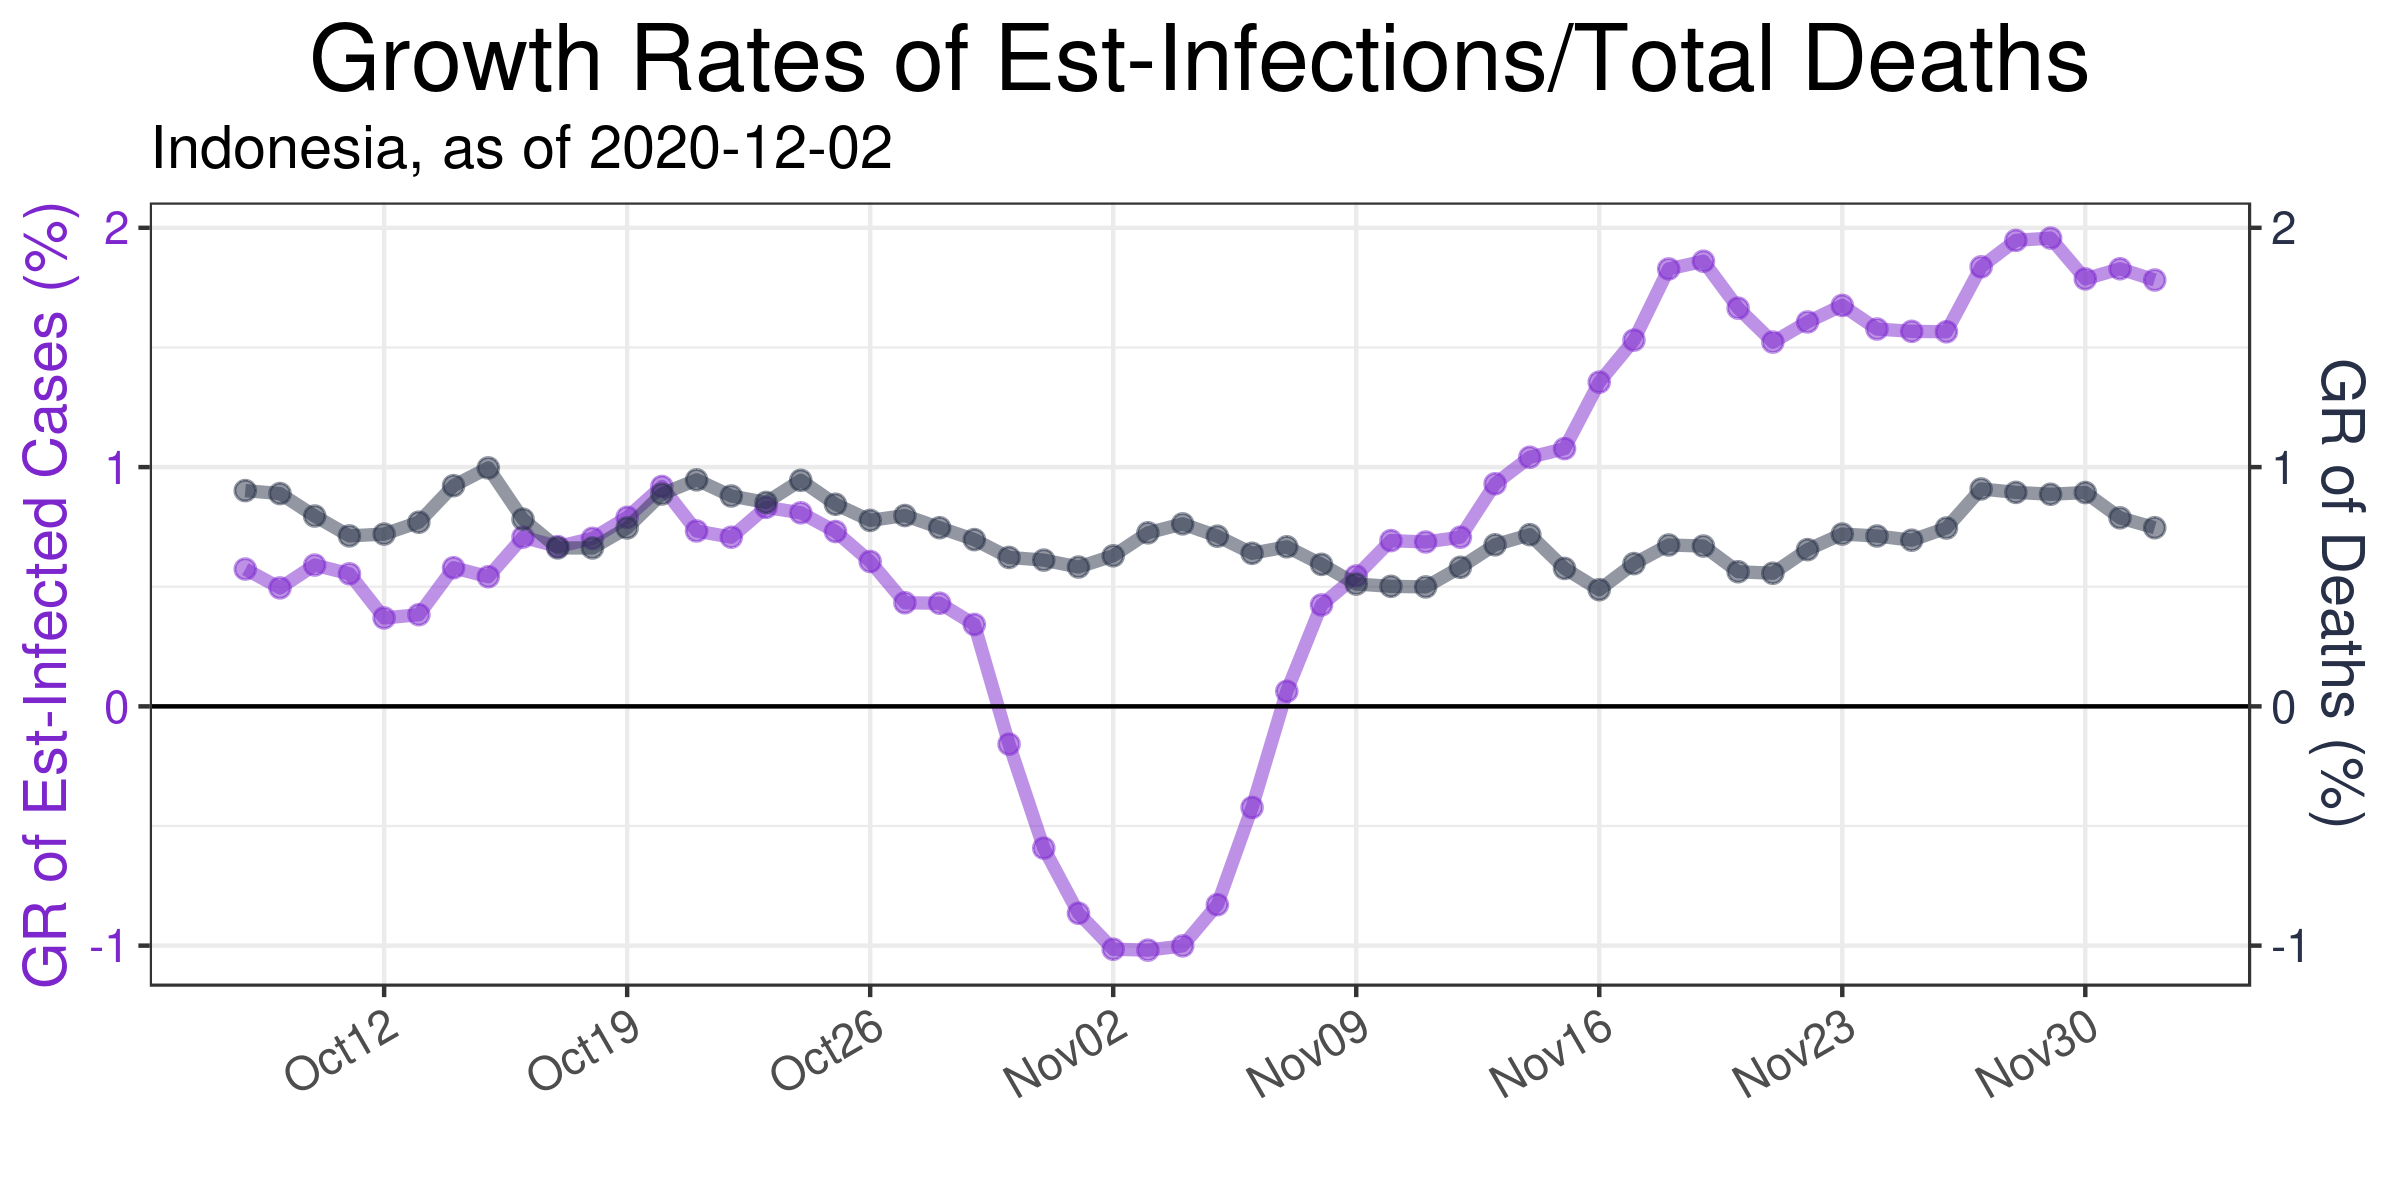 Growth Rates of Est-Infections/Total Deaths
Indonesia, as of 2020-12-02
GR of Est-Infected Cases (%)
2
1
0
-1
2
1
0
-1
GR of Deaths (%)
Oct12
Oct19
Oct26
Nov02
Nov09
Nov16
Nov23
Nov30